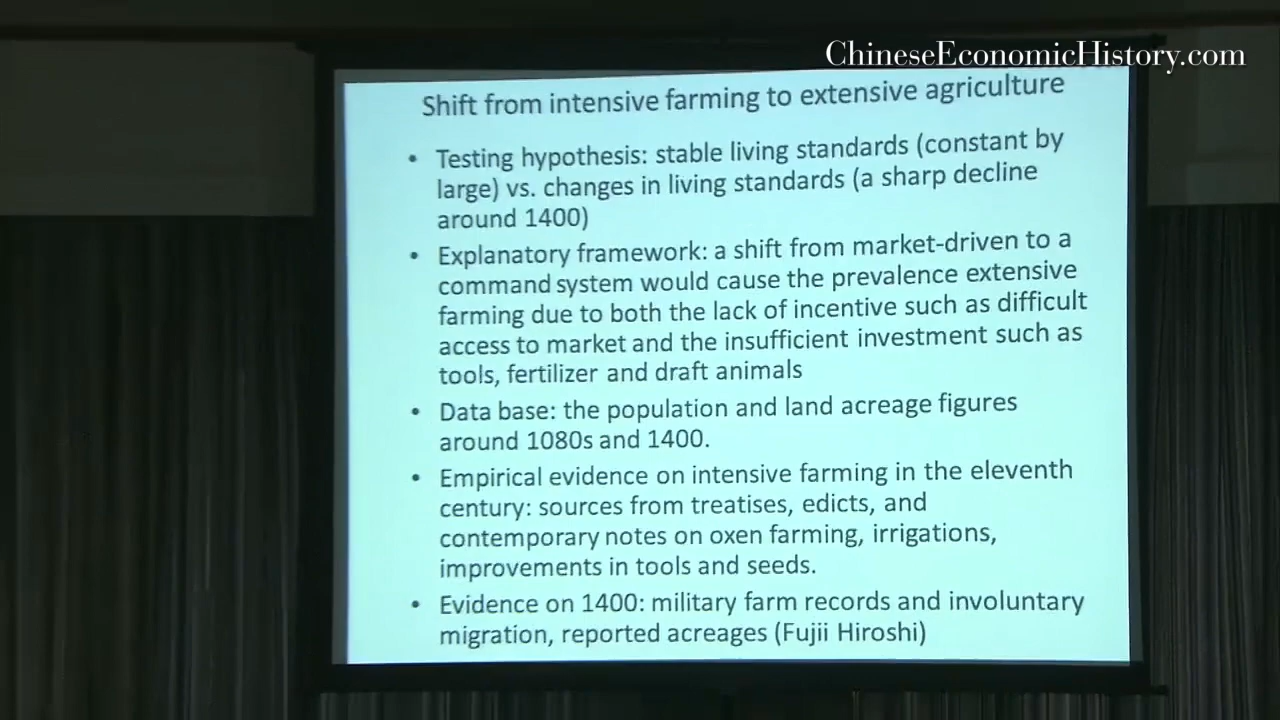 ChineseEconomicHistory.com
Shift from intensive farming to extensive agriculture
• Testing hypothesis: stable living standards (constant by
large) vs. changes in living standards (a sharp decline
around 1400)
• Explanatory framework: a shift from market-driven to a
command system would cause the prevalence extensive
farming due to both the lack of incentive such as difficult
access to market and the insufficient investment such as
tools, fertilizer and draft animals
• Data base: the population and land acreage figures
around 1080s and 1400.
• Empirical evidence on intensive farming in the eleventh
century: sources from treatises, edicts, and
contemporary notes on oxen farming, irrigations,
improvements in tools and seeds.
• Evidence on 1400: military farm records and involuntary
migration, reported acreages (Fujii Hiroshi)